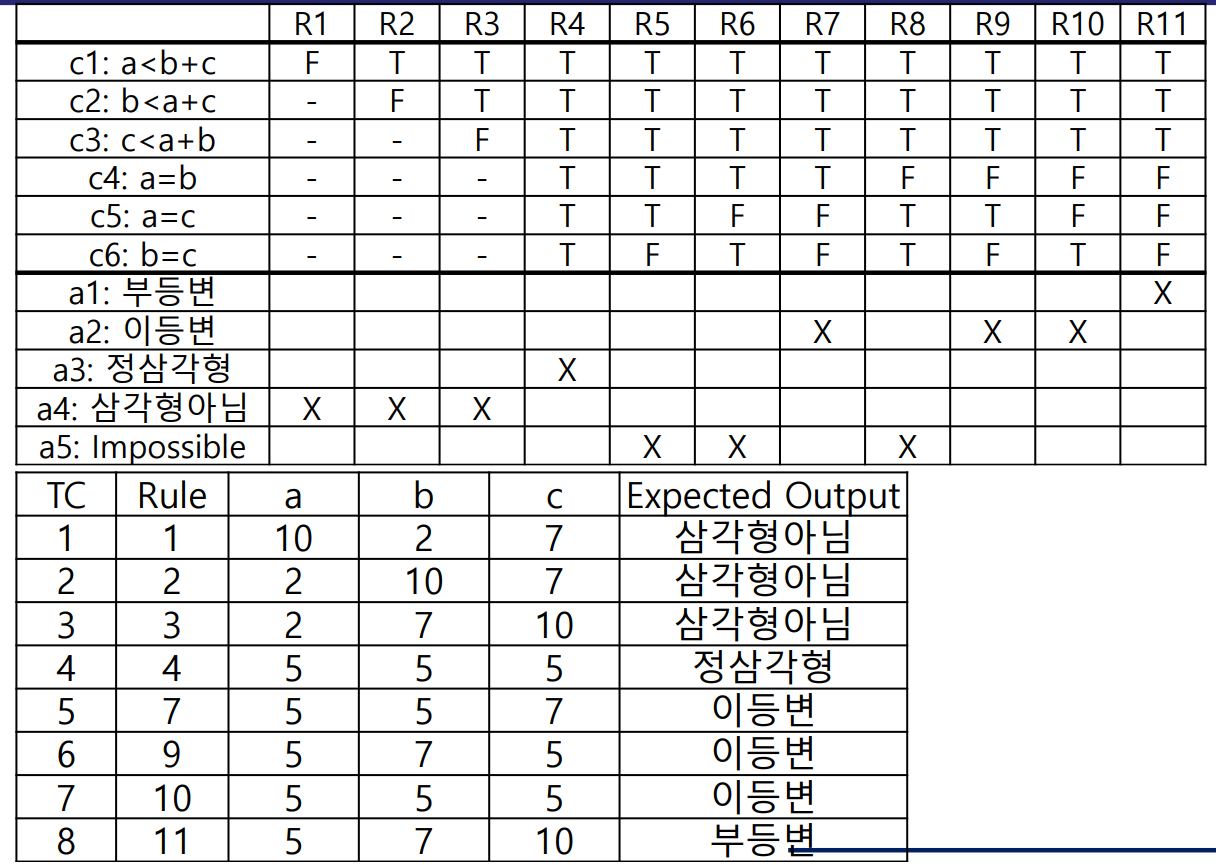 R1 R2 R3 R4 R5 R6 R7 R8 R9 R10 R11
c1: a<b+c F T T T T T T T T T T
c2: b<a+c - F T T T T T T T T T
c3: c<a+b - - F T T T T T T T T
c4: a=b - - - T T T T F F F F
c5: a=c - - - T T F F T T F F
c6: b=c - - - T F T F T F T F
a1: 부등변 X
a2: 이등변 X X X
a3: 정삼각형 X
a4: 삼각형아님 X X X
a5: Impossible X X X
TC Rule a b c Expected Output
1 1 10 2 7 삼각형아님
2 2 2 10 7 삼각형아님
3 3 2 7 10 삼각형아님
4 4 5 5 5 정삼각형
5 7 5 5 7 이등변
6 9 5 7 5 이등변
7 10 5 5 5 이등변
8 11 5 7 10 부등변